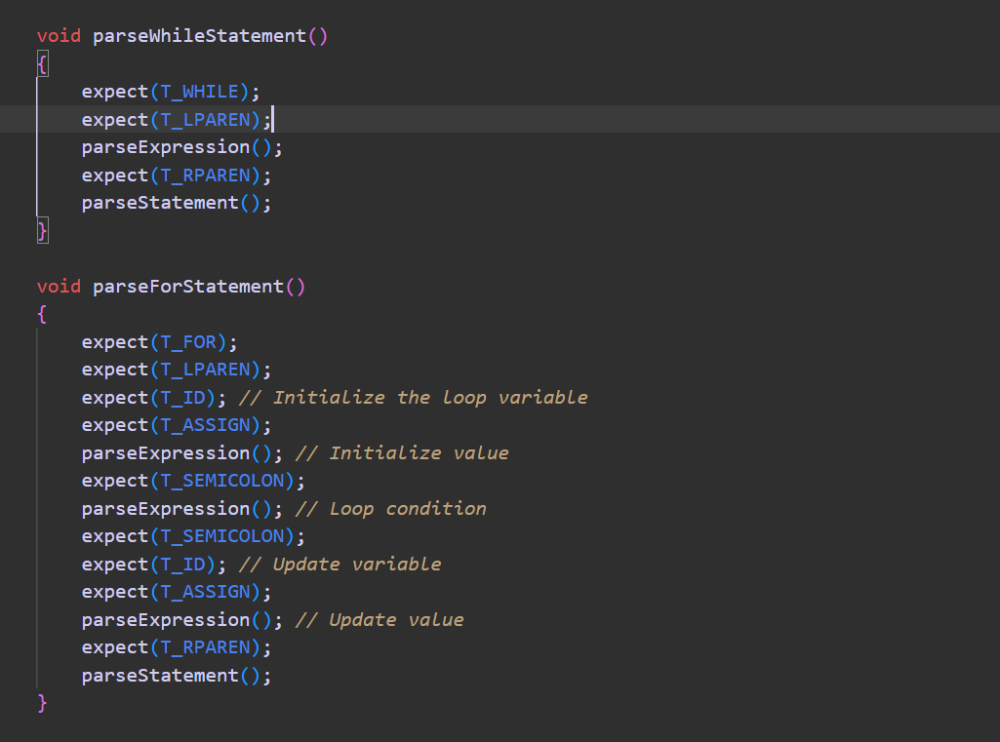 void parseWhileStatement()
{
    expect(T_WHILE);
    expect(T_LPAREN);
    parseExpression();
    expect(T_RPAREN);
    parseStatement();
}

void parseForStatement()
{
    expect(T_FOR);
    expect(T_LPAREN);
    expect(T_ID); // Initialize the loop variable
    expect(T_ASSIGN);
    parseExpression(); // Initialize value
    expect(T_SEMICOLON);
    parseExpression(); // Loop condition
    expect(T_SEMICOLON);
    expect(T_ID); // Update variable
    expect(T_ASSIGN);
    parseExpression(); // Update value
    expect(T_RPAREN);
    parseStatement();
}